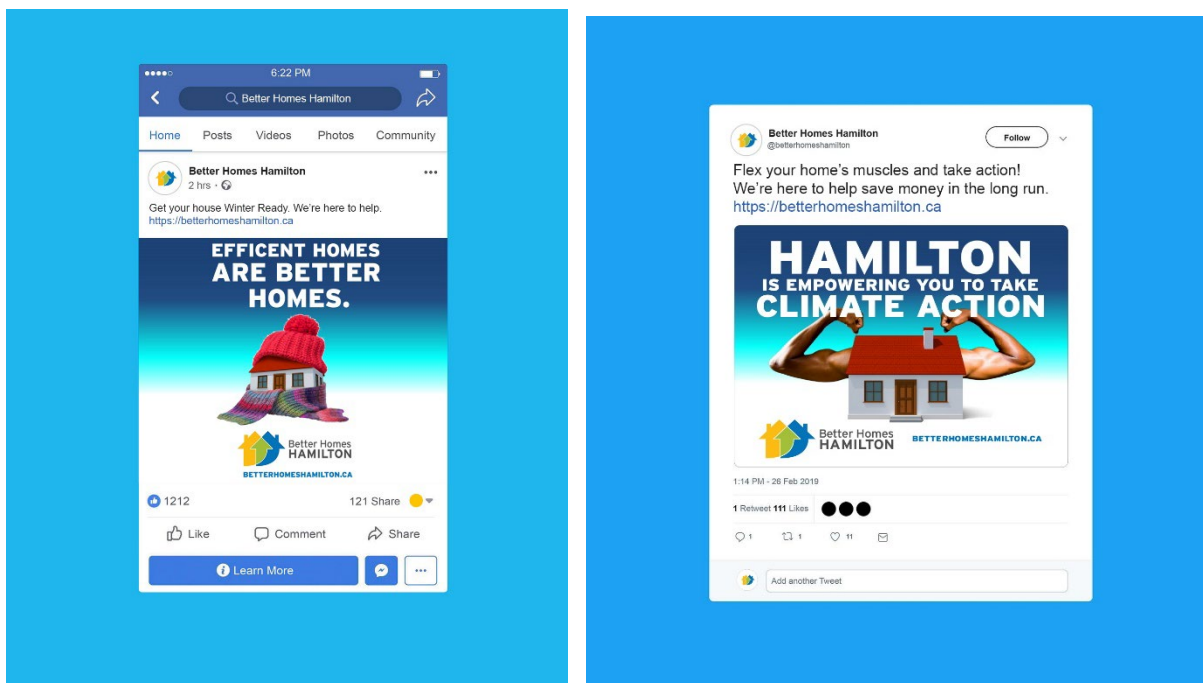 6:22 PM
Better Homes Hamilton
Home Posts Videos Photos Community
Better Homes Hamilton
2 hrs
Get your house Winter Ready. We're here to help.
https://betterhomeshamilton.ca
EFFICENT HOMES
ARE BETTER
HOMES.
Better Homes
HAMILTON
BETTERHOMESHAMILTON.CA
1212 121 Share
Like Comment Share
Learn More
Better Homes Hamilton
@betterhomeshamilton
Follow
Flex your home's muscles and take action!
We're here to help save money in the long run.
https://betterhomeshamilton.ca
HAMILTON
IS EMPOWERING YOU TO TAKE
CLIMATE ACTION
Better Homes
HAMILTON
BETTERHOMESHAMILTON.CA
1:14 PM - 26 Feb 2019
1 Retweet 111 Likes
1 1 11
Add another Tweet